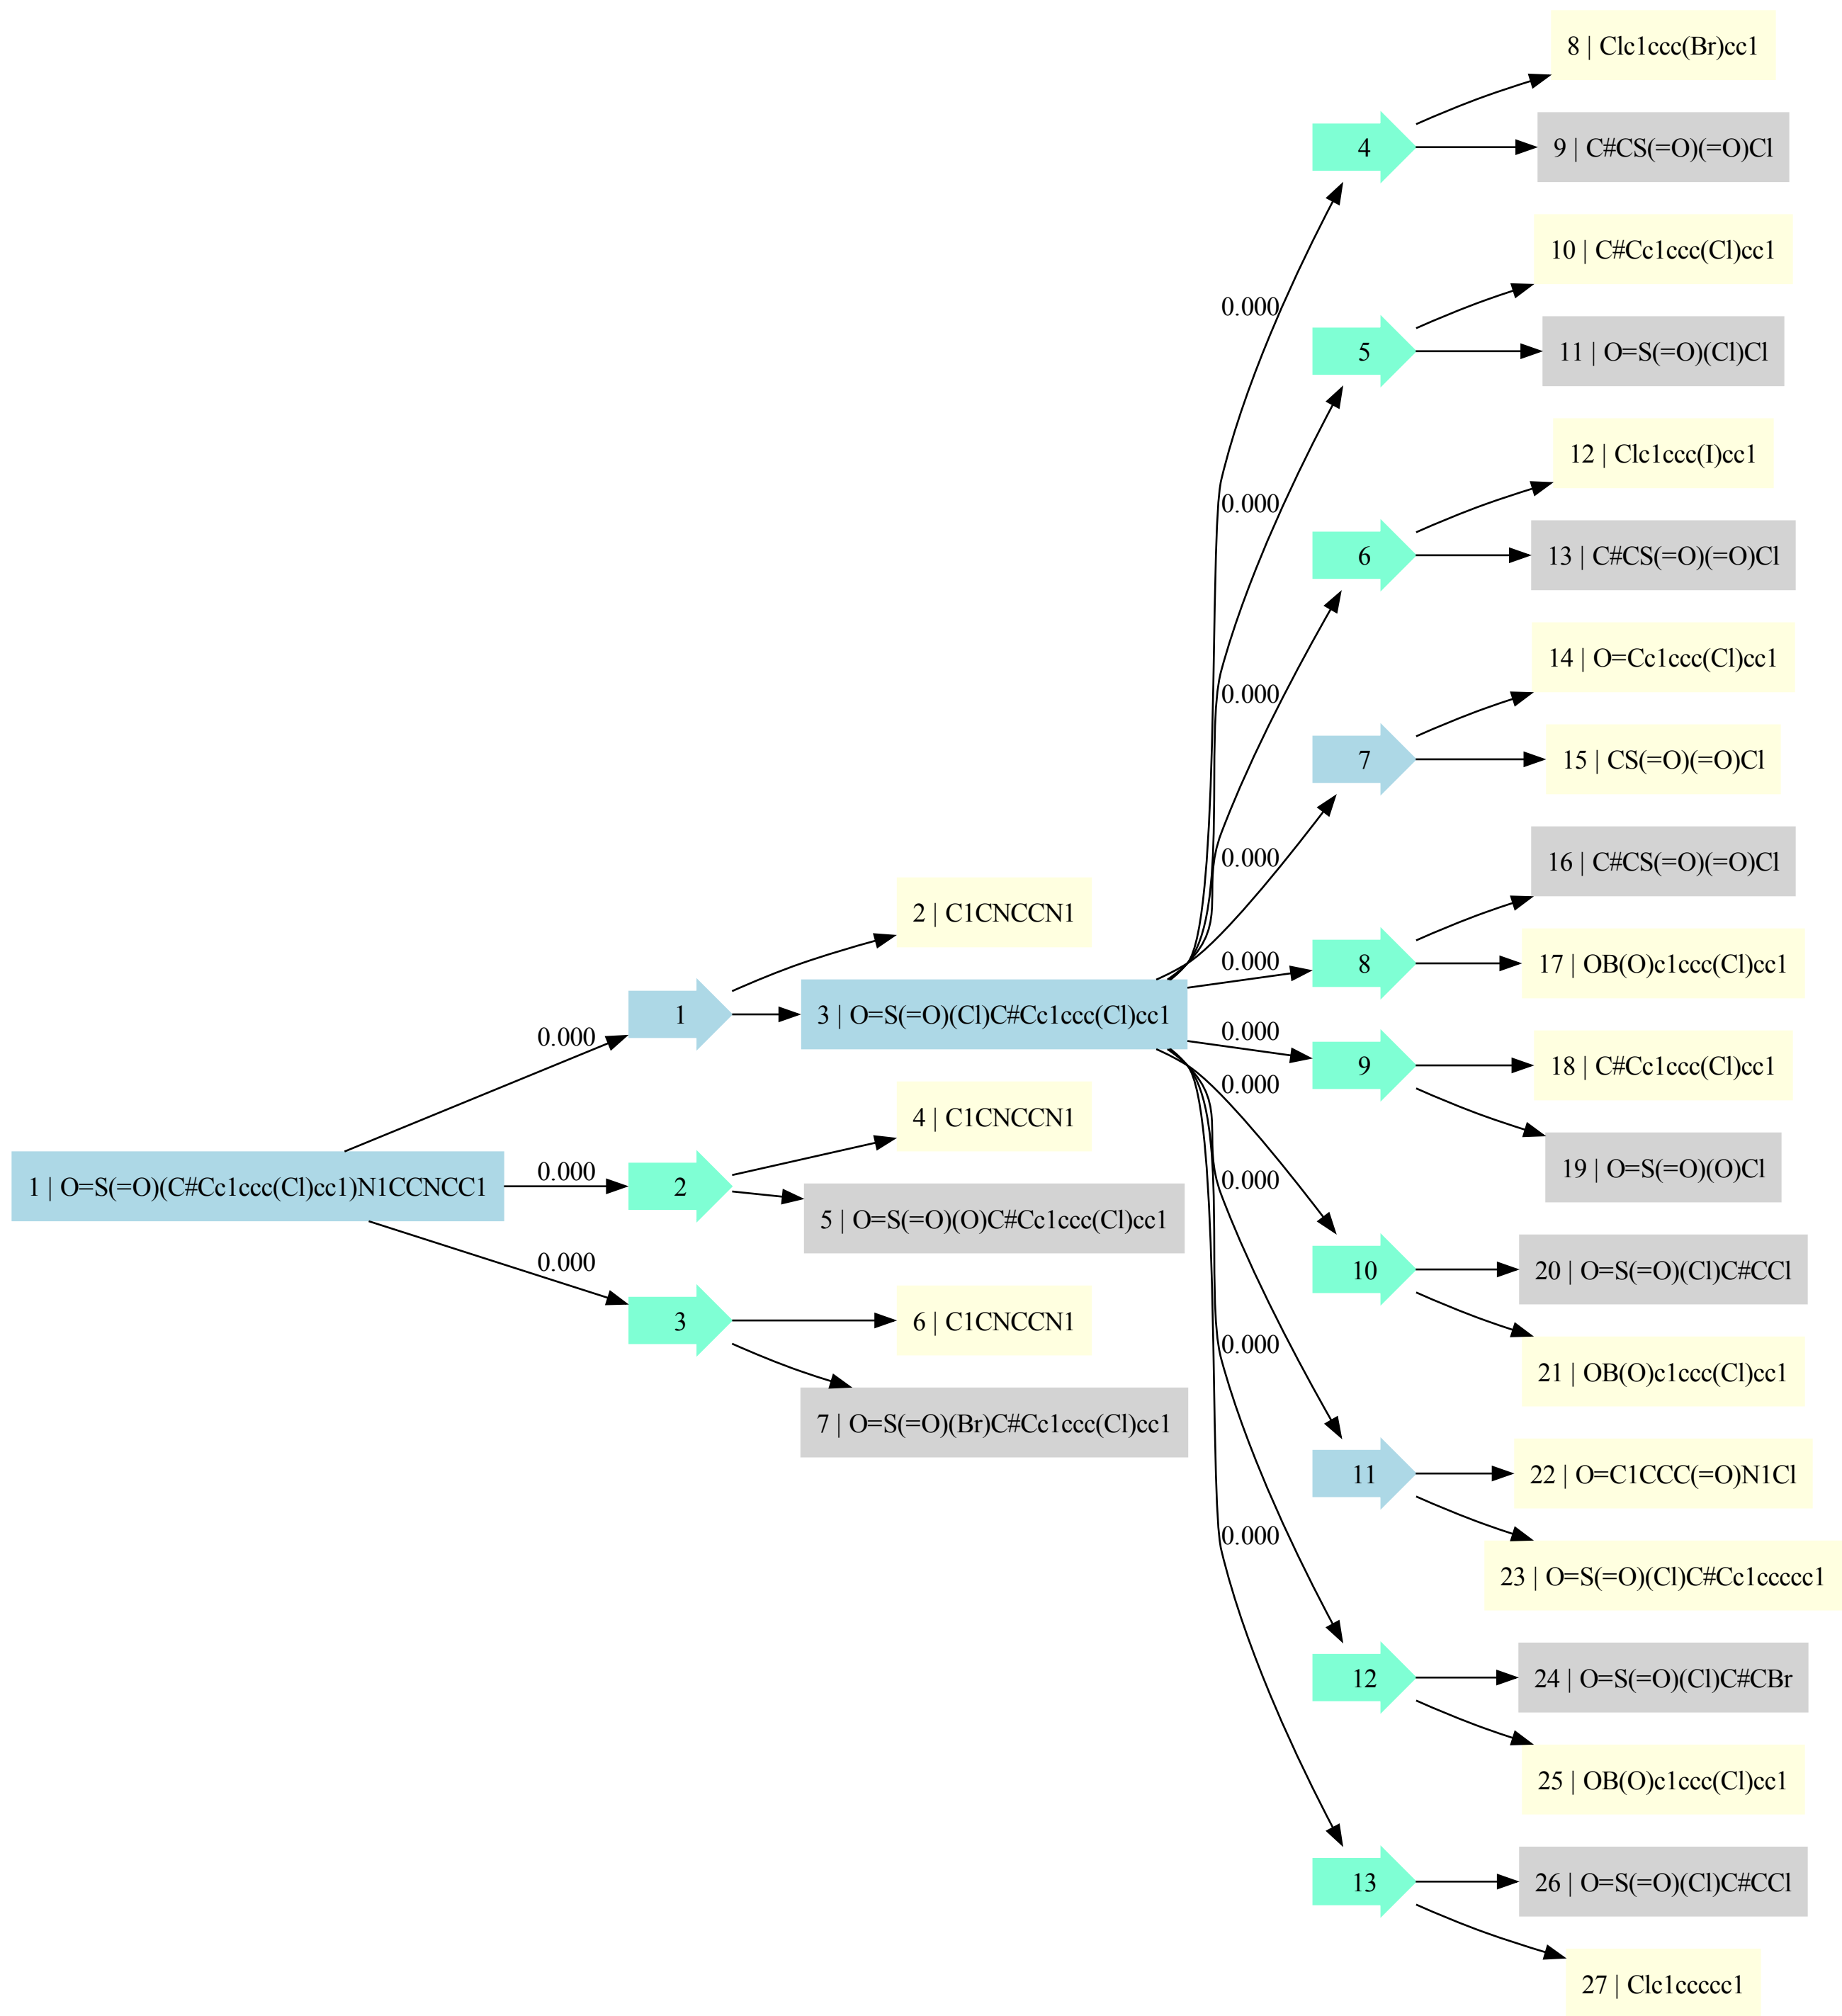 1 | O=S(=O)(C#Cc1ccc(Cl)cc1)N1CCNCC1
0.000
0.000
0.000
1
2
3
2 | C1CNCCN1
3 | O=S(=O)(Cl)C#Cc1ccc(Cl)cc1
4 | C1CNCCN1
5 | O=S(=O)(O)C#Cc1ccc(Cl)cc1
6 | C1CNCCN1
7 | O=S(=O)(Br)C#Cc1ccc(Cl)cc1
0.000
0.000
0.000
0.000
0.000
0.000
0.000
0.000
0.000
0.000
4
5
6
7
8
9
10
11
12
13
8 | Clc1ccc(Br)cc1
9 | C#CS(=O)(=O)Cl
10 | C#Cc1ccc(Cl)cc1
11 | O=S(=O)(Cl)Cl
12 | Clc1ccc(I)cc1
13 | C#CS(=O)(=O)Cl
14 | O=Cc1ccc(Cl)cc1
15 | CS(=O)(=O)Cl
16 | C#CS(=O)(=O)Cl
17 | OB(O)c1ccc(Cl)cc1
18 | C#Cc1ccc(Cl)cc1
19 | O=S(=O)(O)Cl
20 | O=S(=O)(Cl)C#CCl
21 | OB(O)c1ccc(Cl)cc1
22 | O=C1CCC(=O)N1Cl
23 | O=S(=O)(Cl)C#Cc1ccccc1
24 | O=S(=O)(Cl)C#CBr
25 | OB(O)c1ccc(Cl)cc1
26 | O=S(=O)(Cl)C#CCl
27 | Clc1ccccc1